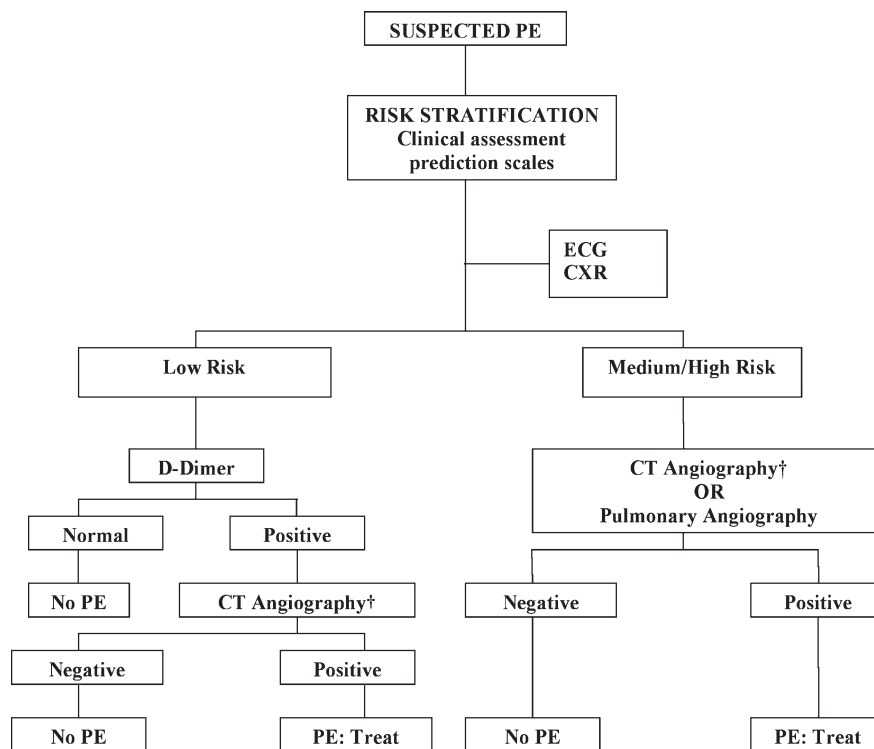 SUSPECTED PE
RISK STRATIFICATION
Clinical assessment
prediction scales
ECG
CXR
Low Risk
Medium/High Risk
D-Dimer
CT Angiography†
OR
Pulmonary Angiography
Normal
Positive
No PE
CT Angiography†
Negative
Positive
Negative
Positive
No PE
PE: Treat
No PE
PE: Treat